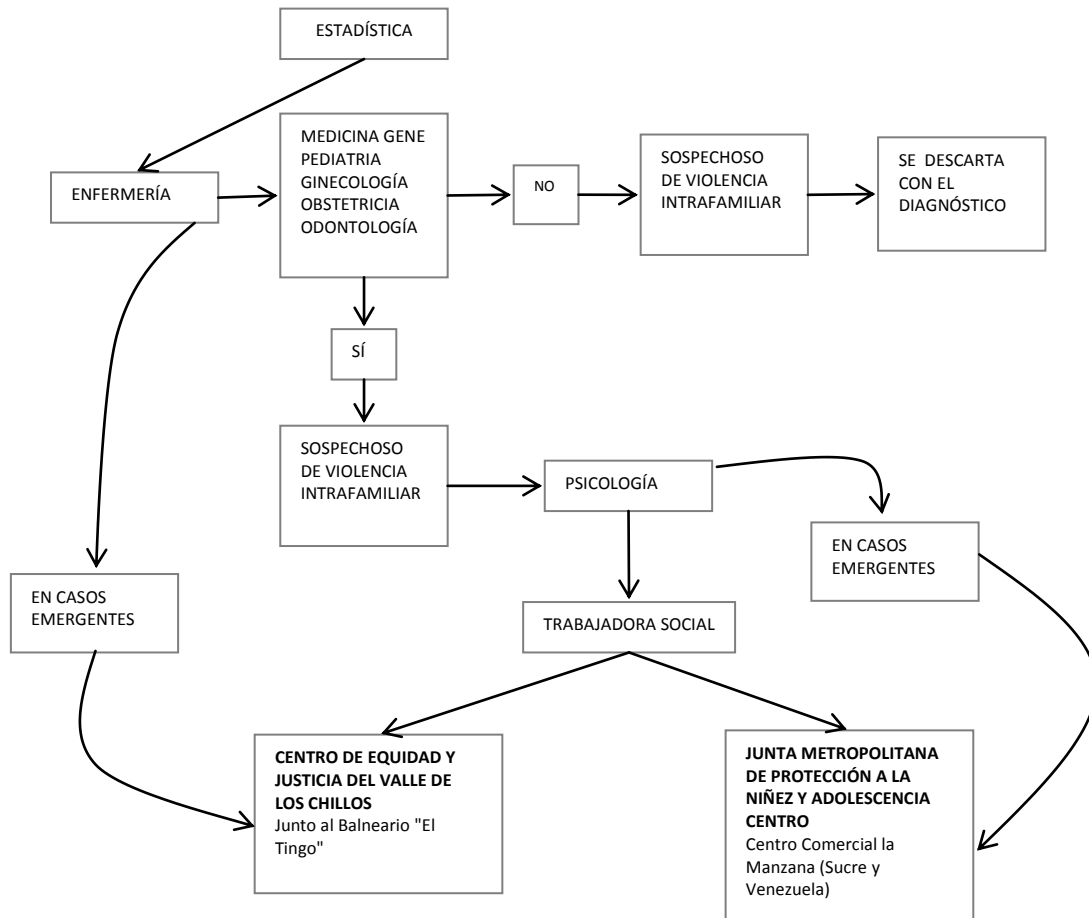 ESTADÍSTICA
MEDICINA GENE
PEDIATRIA
GINECOLOGÍA
OBSTETRICIA
ODONTOLOGÍA
ENFERMERÍA
NO
SOSPECHOSO
DE VIOLENCIA
INTRAFAMILIAR
SE DESCARTA
CON EL
DIAGNÓSTICO
SÍ
SOSPECHOSO
DE VIOLENCIA
INTRAFAMILIAR
PSICOLOGÍA
EN CASOS
EMERGENTES
EN CASOS
EMERGENTES
TRABAJADORA SOCIAL
CENTRO DE EQUIDAD Y
JUSTICIA DEL VALLE DE
LOS CHILLOS
Junto al Balneario "El
Tingo"
JUNTA METROPOLITANA
DE PROTECCIÓN A LA
NIÑEZ Y ADOLESCENCIA
CENTRO
Centro Comercial la
Manzana (Sucre y
Venezuela)